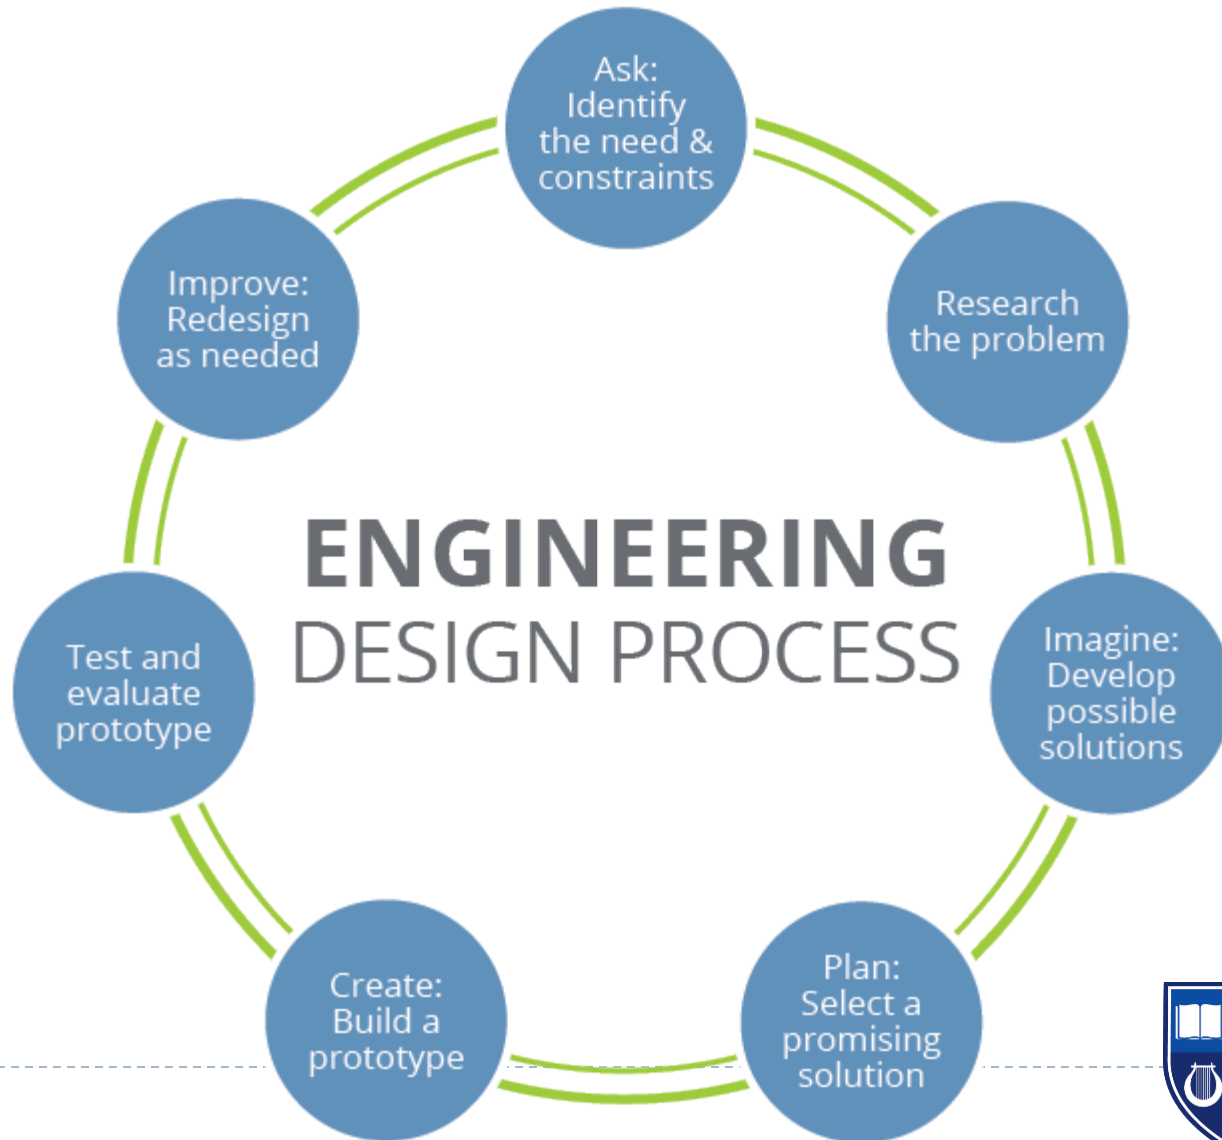 Ask:
Identify
the need &
constraints
Research
the problem
Imagine:
Develop
possible
solutions
Plan:
Select a
promising
solution
Create:
Build a
prototype
Test and
evaluate
prototype
Improve:
Redesign
as needed
ENGINEERING
DESIGN PROCESS